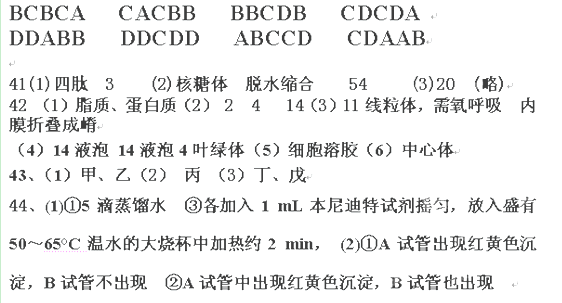 BCBCA CACBB BBCDB CDCDA
DDABB DDCDD ABCCD CDAAB
41(1)四肽 3 (2)核糖体 脱水缩合 54 (3)20 (略)
42 (1)脂质、蛋白质(2) 2 4 14(3)11 线粒体，需氧呼吸 内
膜折叠成嵴
(4)14 液泡 14 液泡 4 叶绿体(5)细胞溶胶(6)中心体
43、(1)甲、乙(2) 丙 (3)丁、戊
44、(1)①5 滴蒸馏水 ③各加入 1 mL 本尼迪特试剂摇匀，放入盛有
50～65°C 温水的大烧杯中加热约 2 min， (2)①A 试管出现红黄色沉
淀，B 试管不出现 ②A 试管中出现红黄色沉淀，B 试管也出现